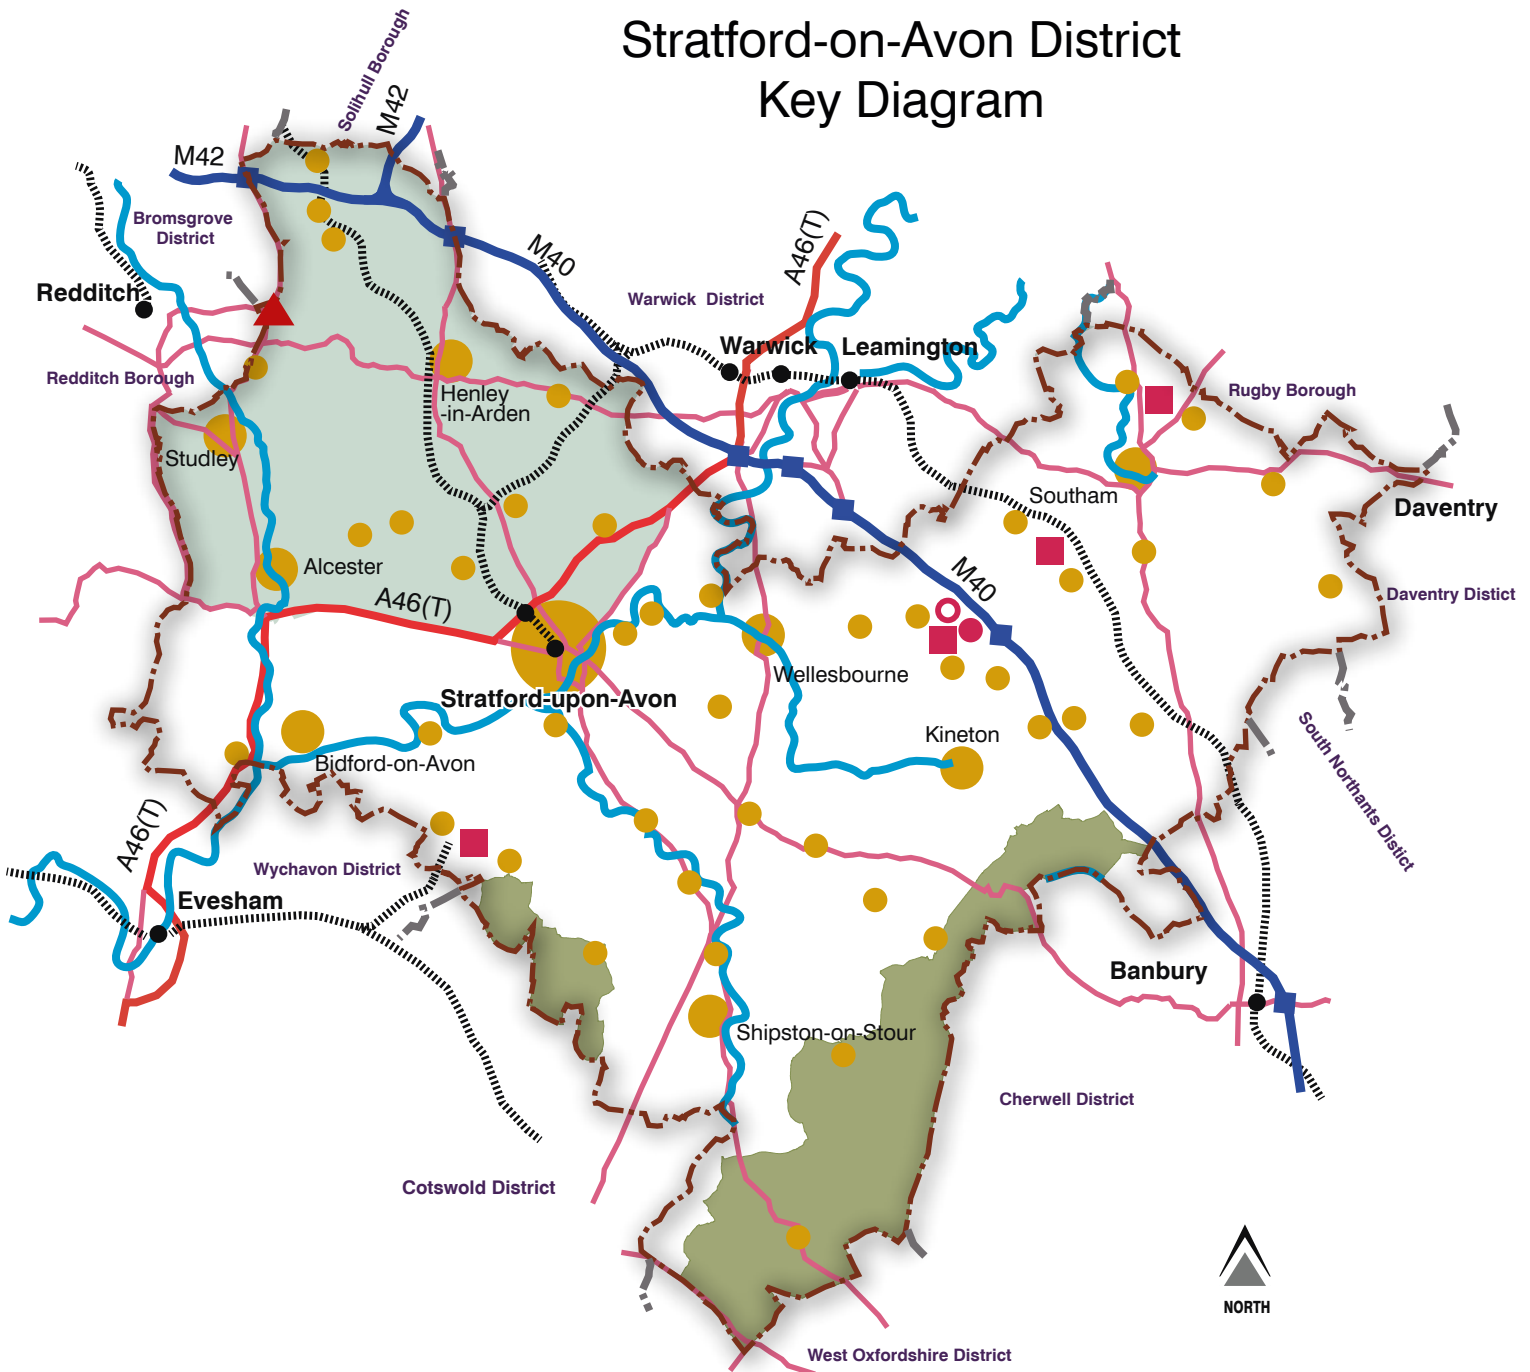 Stratford-on-Avon District
Key Diagram
Solihull Borough
M42
M42
Bromsgrove
District
A46(T)
M40
Redditch
Warwick District
Warwick
Leamington
Redditch Borough
Henley
-in-Arden
Rugby Borough
Studley
Southam
Daventry
Alcester
M40
A46(T)
Daventry Distict
Wellesbourne
Stratford-upon-Avon
Kineton
South Northants Distict
Bidford-on-Avon
A46(T)
Wychavon District
Evesham
Banbury
Shipston-on-Stour
Cherwell District
Cotswold District
NORTH
West Oxfordshire District